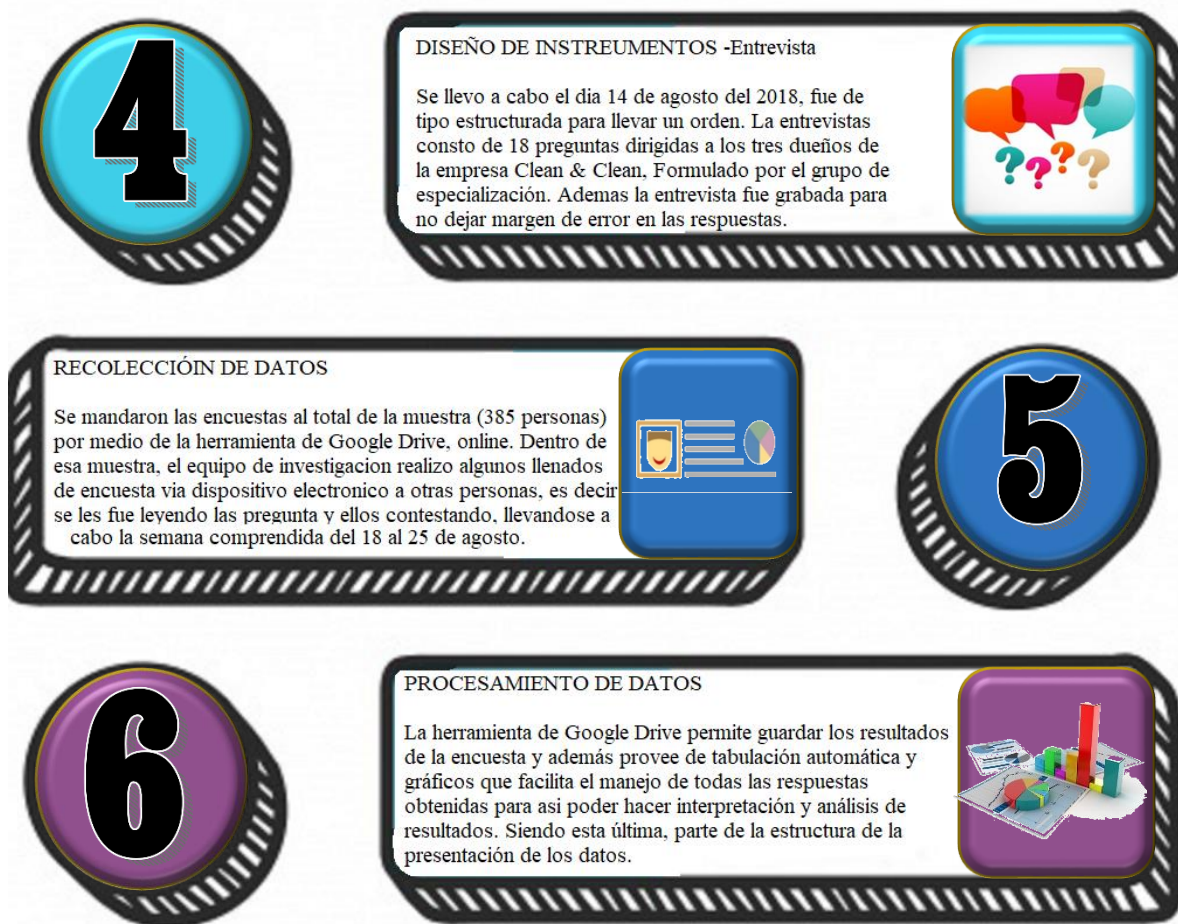 4
DISEÑO DE INSTREUMENTOS -Entrevista
Se llevo a cabo el dia 14 de agosto del 2018, fue de
tipo estructurada para llevar un orden. La entrevistas
consto de 18 preguntas dirigidas a los tres dueños de
la empresa Clean & Clean, Formulado por el grupo de
especialización. Ademas la entrevista fue grabada para
no dejar margen de error en las respuestas.
RECOLECCIÓIN DE DATOS
Se mandaron las encuestas al total de la muestra (385 personas)
por medio de la herramienta de Google Drive, online. Dentro de
esa muestra, el equipo de investigacion realizo algunos llenados
de encuesta via dispositivo electronico a otras personas, es decir
se les fue leyendo las pregunta y ellos contestando, llevandose a
cabo la semana comprendida del 18 al 25 de agosto.
5
6
PROCESAMIENTO DE DATOS
La herramienta de Google Drive permite guardar los resultados
de la encuesta y además provee de tabulación automática y
gráficos que facilita el manejo de todas las respuestas
obtenidas para asi poder hacer interpretación y análisis de
resultados. Siendo esta última, parte de la estructura de la
presentación de los datos.